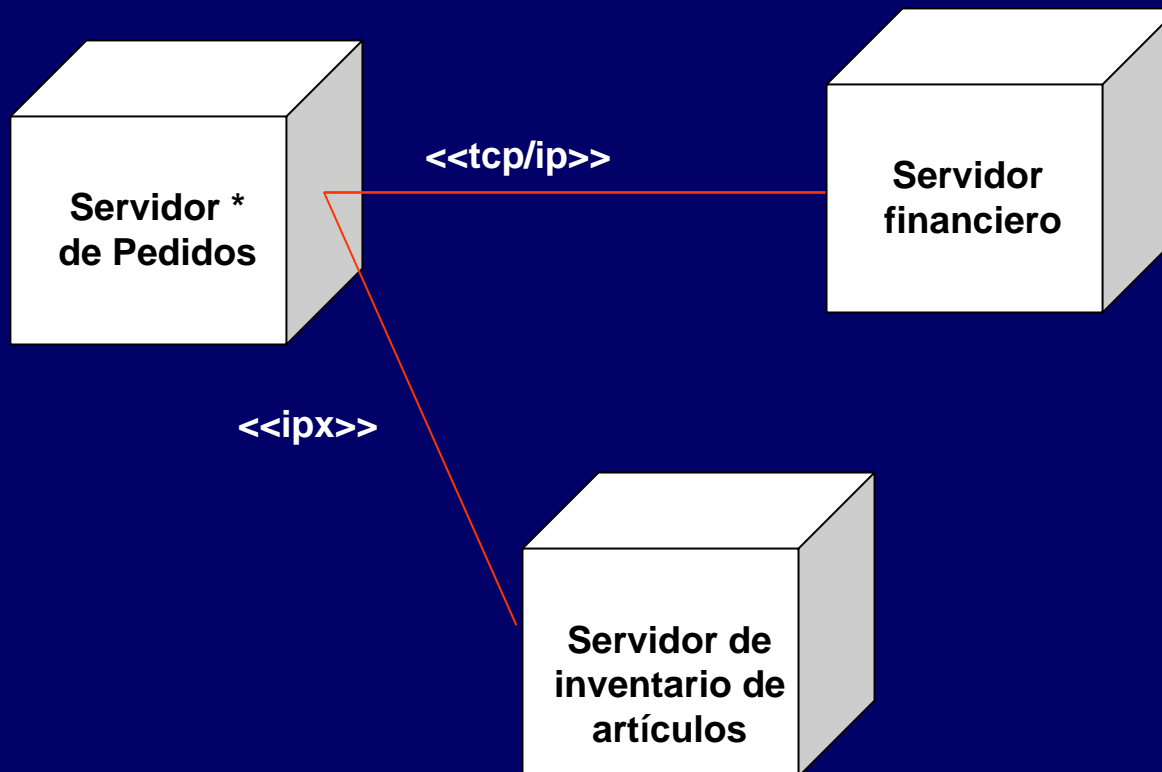 <<tcp/ip>>
Servidor
financiero
Servidor *
de Pedidos
<<ipx>>
Servidor de
inventario de
artículos